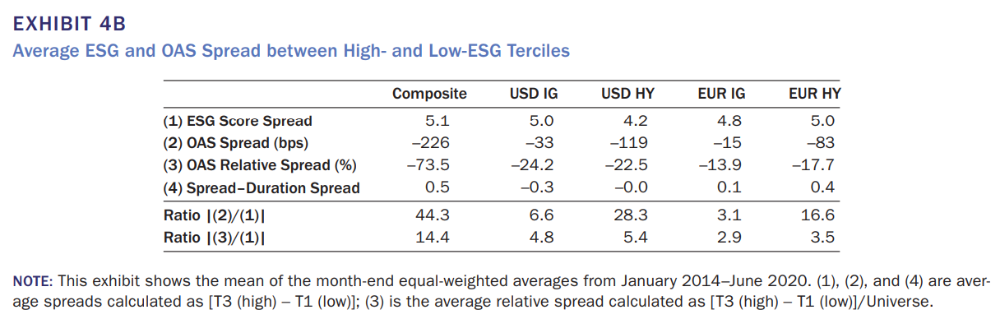 EXHIBIT 4B
Average ESG and OAS Spread between High- and Low-ESG Terciles
Composite USD IG USD HY EUR IG EUR HY
(1) ESG Score Spread 5.1 5.0 4.2 4.8 5.0
(2) OAS Spread (bps) –226 –33 –119 –15 –83
(3) OAS Relative Spread (%) –73.5 –24.2 –22.5 –13.9 –17.7
(4) Spread–Duration Spread 0.5 –0.3 –0.0 0.1 0.4
Ratio |(2)/(1)| 44.3 6.6 28.3 3.1 16.6
Ratio |(3)/(1)| 14.4 4.8 5.4 2.9 3.5
NOTE: This exhibit shows the mean of the month-end equal-weighted averages from January 2014–June 2020. (1), (2), and (4) are aver-
age spreads calculated as [T3 (high) – T1 (low)]; (3) is the average relative spread calculated as [T3 (high) – T1 (low)]/Universe.